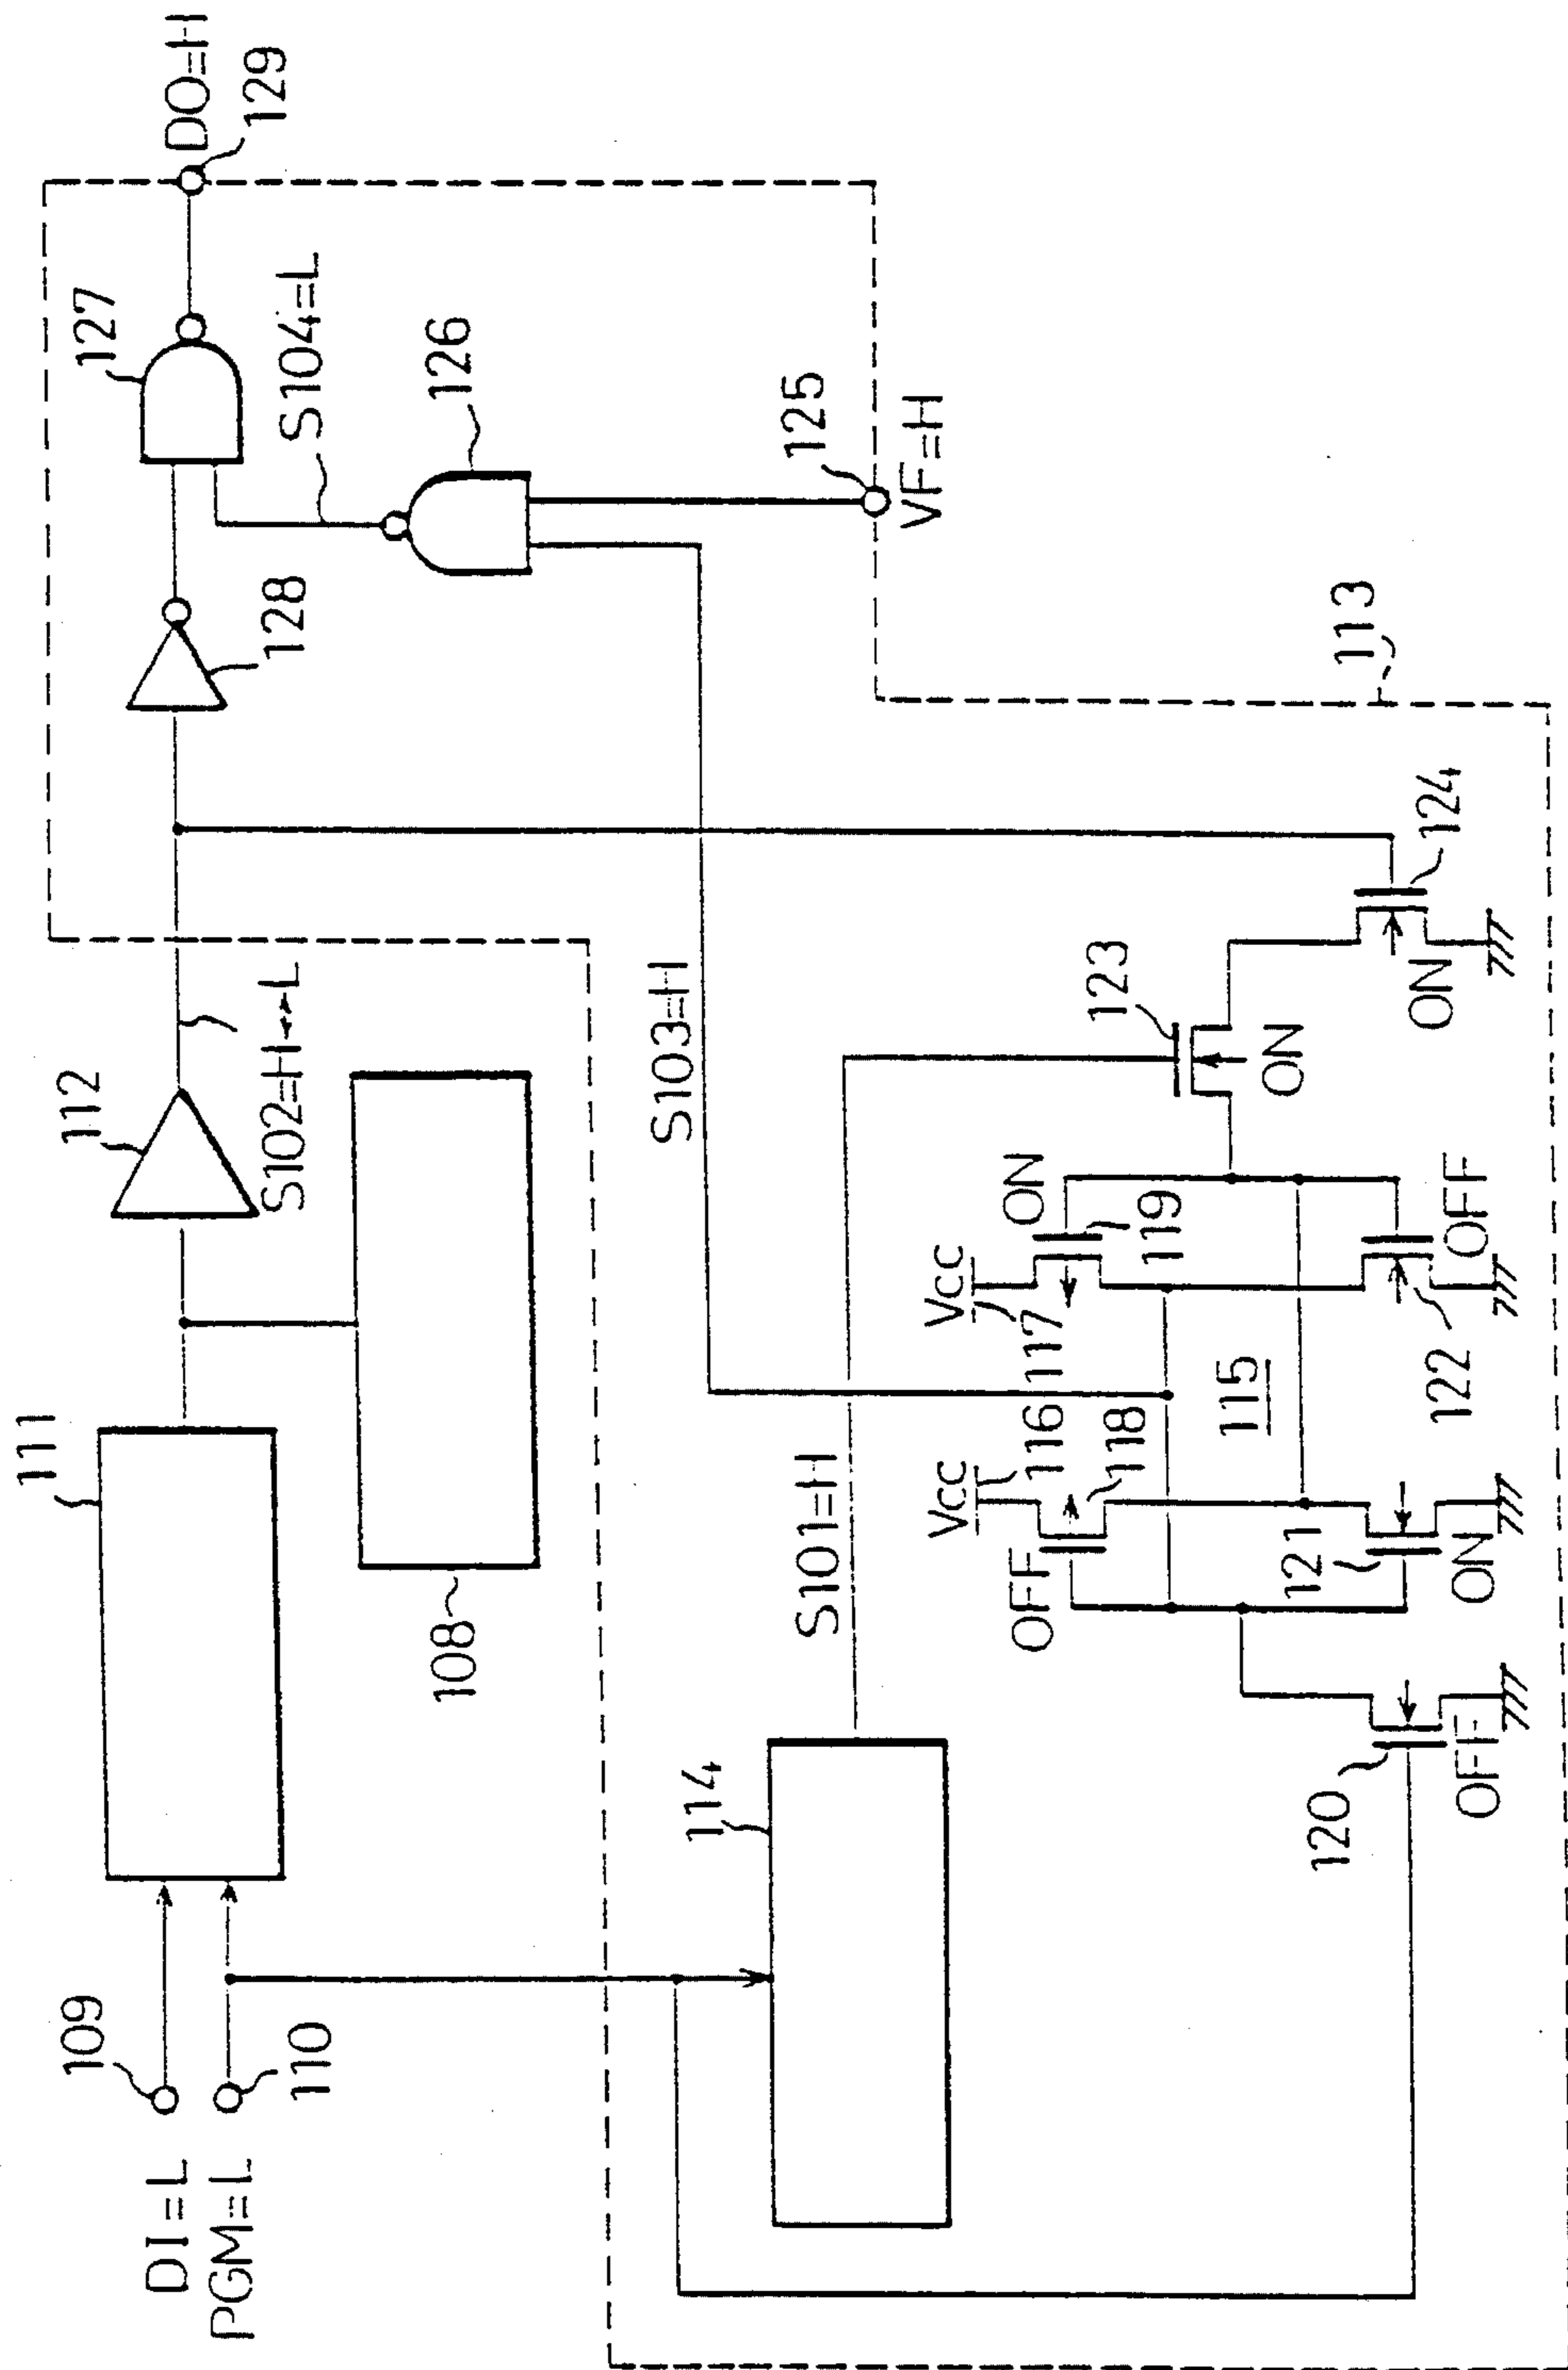 DI=L
PGM=L
109
110
111
108
112
S102=H↔L
128
127
S104=L
126
DO=H
129
125
VF=H
113
S103=H
S101=H
114
120
OFF
Vcc
116
OFF
118
121
ON
115
Vcc
117
ON
119
122
OFF
123
ON
124
ON